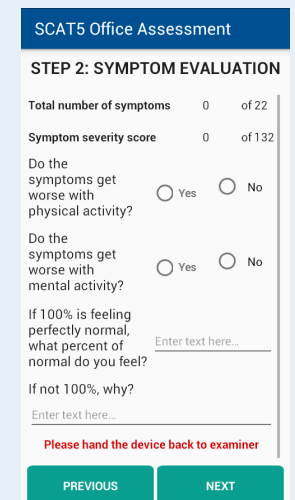 SCAT5 Office Assessment
STEP 2: SYMPTOM EVALUATION
Total number of symptoms 0 of 22
Symptom severity score 0 of 132
Do the
symptoms get
worse with
physical activity?
Yes No
Do the
symptoms get
worse with
mental activity?
Yes No
If 100% is feeling
perfectly normal,
what percent of
normal do you feel?
Enter text here...
If not 100%, why?
Enter text here...
Please hand the device back to examiner
PREVIOUS NEXT